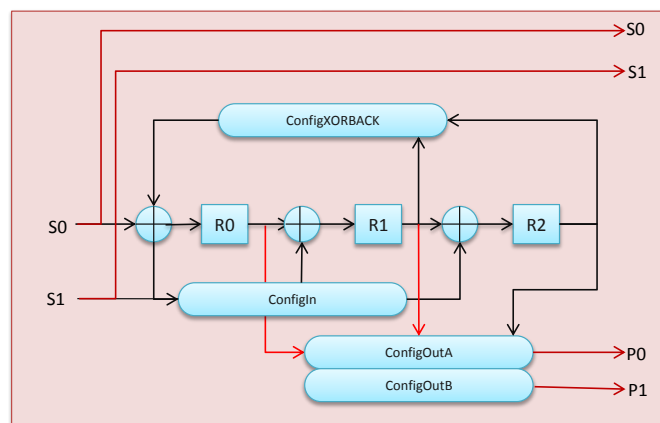 S0
S1
ConfigXORBACK
S0
R0
R1
R2
S1
ConfigIn
ConfigOutA
P0
ConfigOutB
P1